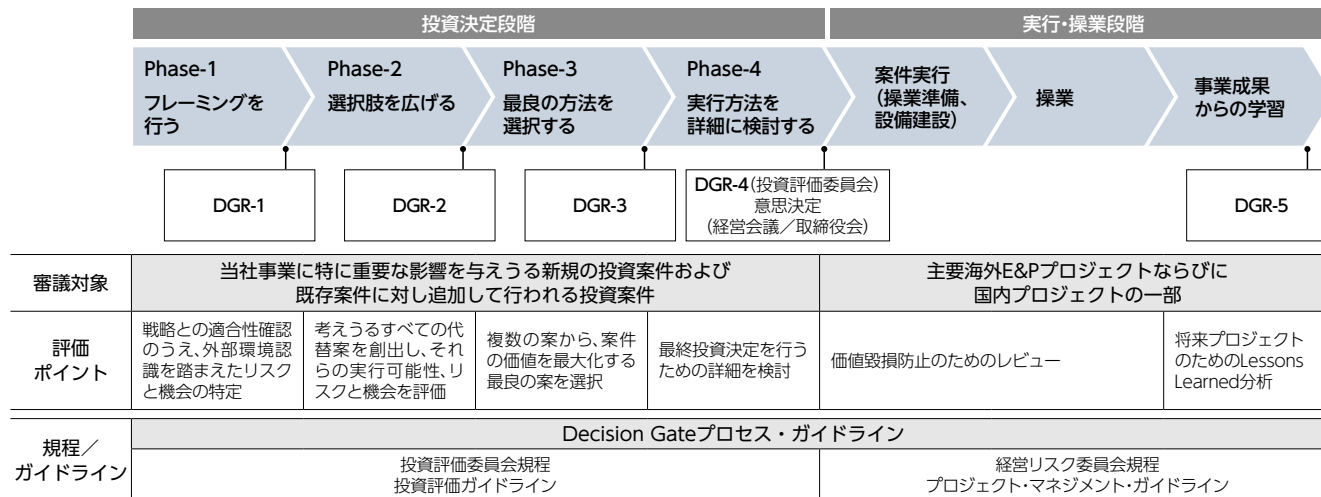 投資決定段階
実行・操業段階
Phase-1
フレーミングを
行う
Phase-2
選択肢を広げる
Phase-3
最良の方法を
選択する
Phase-4
実行方法を
詳細に検討する
案件実行
(操業準備、
設備建設)
操業
事業成果
からの学習
DGR-1
DGR-2
DGR-3
DGR-4(投資評価委員会)
意思決定
(経営会議／取締役会)
DGR-5
審議対象
当社事業に特に重要な影響を与えうる新規の投資案件および
既存案件に対し追加して行われる投資案件
主要海外E&Pプロジェクトならびに
国内プロジェクトの一部
評価
ポイント
戦略との適合性確認
のうえ、外部環境認
識を踏まえたリスク
と機会の特定
考えうるすべての代
替案を創出し、それ
らの実行可能性、リ
スクと機会を評価
複数の案から、案件
の価値を最大化する
最良の案を選択
最終投資決定を行う
ための詳細を検討
価値毀損防止のためのレビュー
将来プロジェクト
のためのLessons
Learned分析
規程／
ガイドライン
Decision Gateプロセス・ガイドライン
投資評価委員会規程
投資評価ガイドライン
経営リスク委員会規程
プロジェクト・マネジメント・ガイドライン